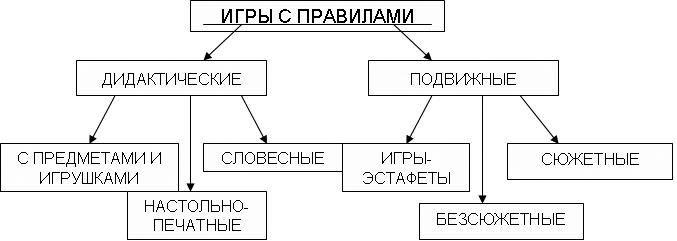 ИГРЫ С ПРАВИЛАМИ
ДИДАКТИЧЕСКИЕ
ПОДВИЖНЫЕ
С ПРЕДМЕТАМИ И
ИГРУШКАМИ
СЛОВЕСНЫЕ
ИГРЫ-
ЭСТАФЕТЫ
СЮЖЕТНЫЕ
НАСТОЛЬНО-
ПЕЧАТНЫЕ
БЕЗСЮЖЕТНЫЕ